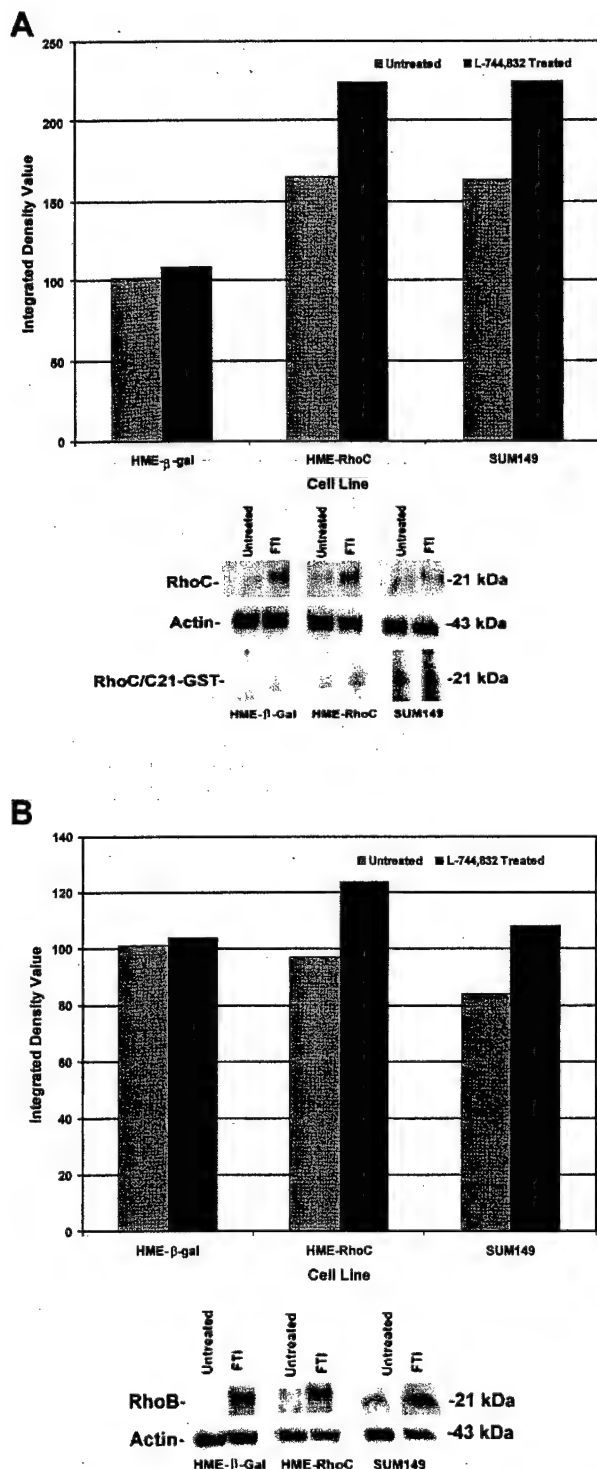 A
250
Untreated L-744,832 Treated
200
150
100
50
0
Integrated Density Value
HME-β-gal HME-RhoC SUM149
Cell Line
Untreated FTI Untreated FTI Untreated FTI
RhoC- -21 kDa
Actin- -43 kDa
RhoC/C21-GST- -21 kDa
HME-β-Gal HME-RhoC SUM149
B
140
Untreated L-744,832 Treated
120
100
80
60
40
20
0
Integrated Density Value
HME-β-gal HME-RhoC SUM149
Cell Line
Untreated FTI Untreated FTI Untreated FTI
RhoB- -21 kDa
Actin- -43 kDa
HME-β-Gal HME-RhoC SUM149